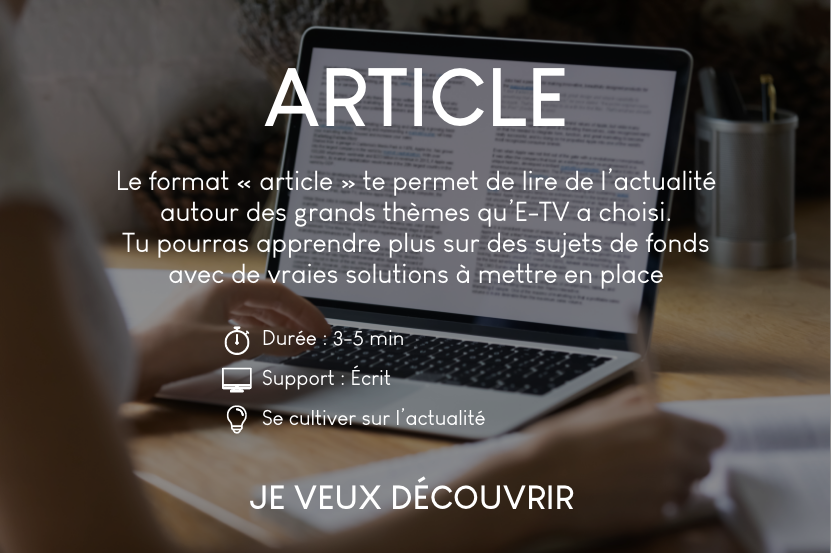 ARTICLE
Le format « article » te permet de lire de l'actualité
autour des grands thèmes qu'E-TV a choisi.
Tu pourras apprendre plus sur des sujets de fonds
avec de vraies solutions à mettre en place
Durée : 3-5 min
Support : Écrit
Se cultiver sur l'actualité
JE VEUX DÉCOUVRIR